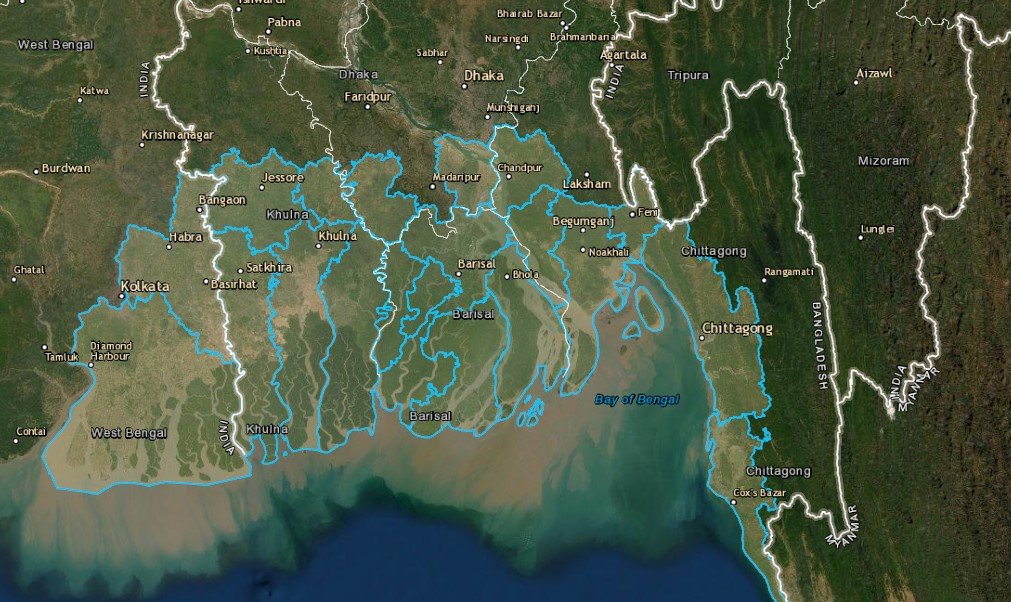 Ishwardi
Pabna
Bhairab Bazar
Brahmanbaria
Narsingdi
West Bengal
Kushtia
Sabhar
Agartala
INDIA
Dhaka
Dhaka
INDIA
Tripura
Aizawl
Katwa
Faridpur
Munshiganj
Krishnanagar
Burdwan
Chandpur
Mizoram
Jessore
Madaripur
Laksham
Bangaon
Khulna
Begumganj
Feni
Habra
Khulna
Noakhali
Chittagong
Lunglei
Ghatal
Satkhira
Barisal
Bhola
Rangamati
Kolkata
Basirhat
Barisal
Chittagong
BANGLADESH
Tamluk
Diamond
Harbour
INDIA
MYANMAR
Bay of Bengal
Contai
West Bengal
INDIA
Khulna
Barisal
Chittagong
Cox's Bazar
MYANMAR